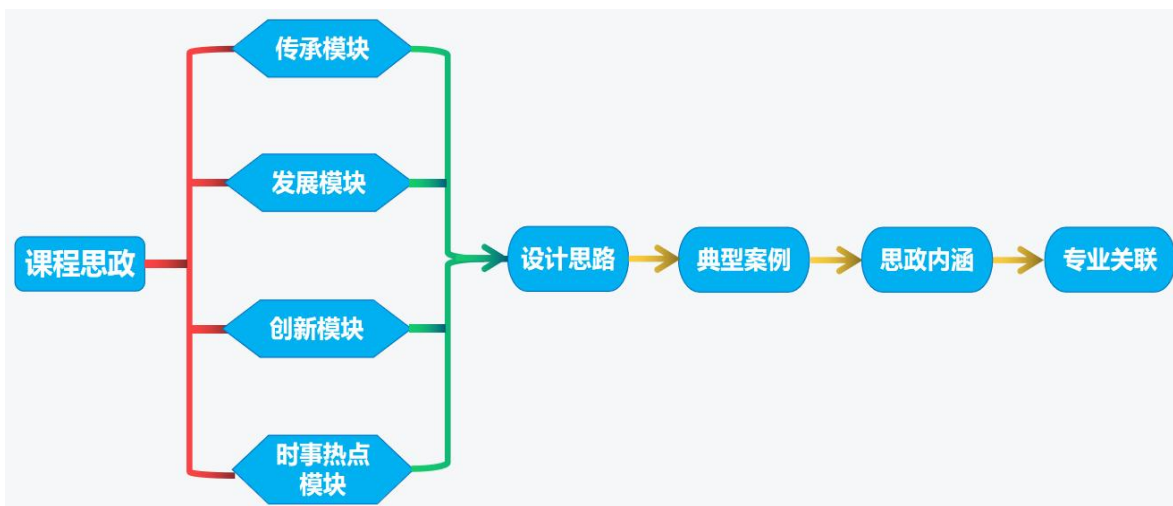 课程思政
传承模块
发展模块
创新模块
时事热点
模块
设计思路
典型案例
思政内涵
专业关联